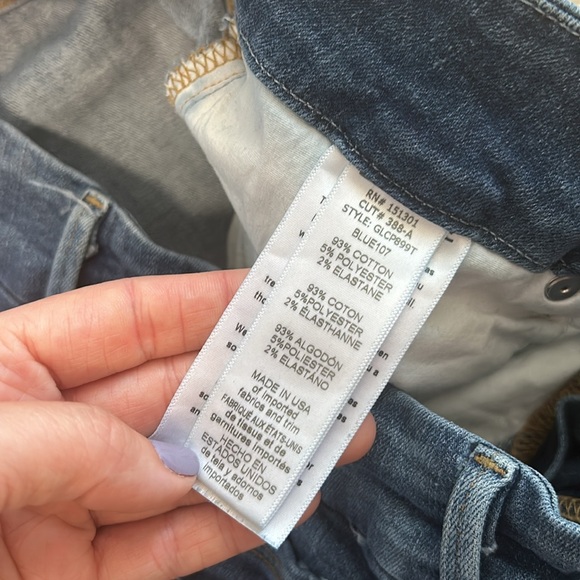 RN# 151301
CUT# 388-A
STYLE: GLCP899T
BLUE107
93% COTTON
5% POLYESTER
2% ELASTANE
93% COTON
5%POLYESTER
2% ÉLASTHANNE
93% ALGODÓN
5%POLIESTER
2% ELASTANO
MADE IN USA
of imported
fabrics and trim
FABRIQUÉ AUX ÉTATS-UNIS
de tissus et de
garnitures importés
HECHO EN
ESTADOS UNIDOS
de tela y adornos
importados